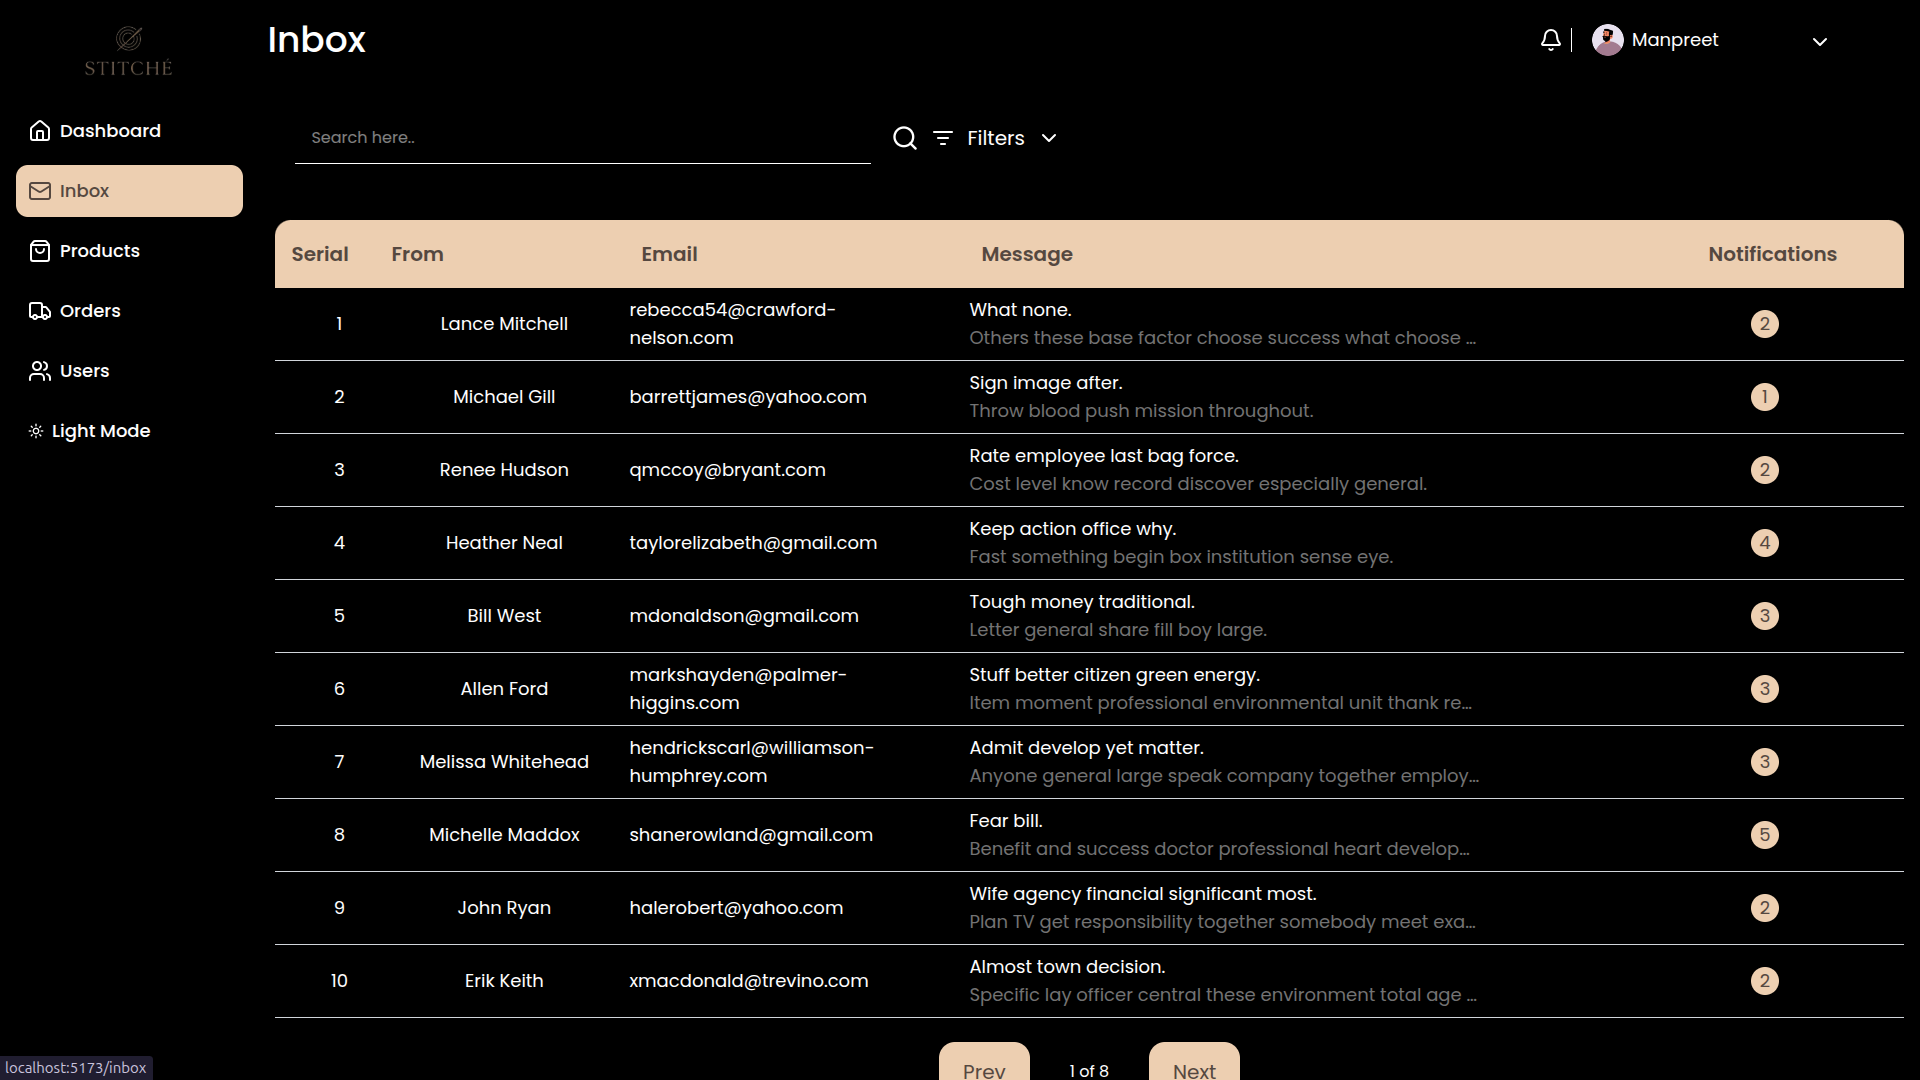 STITCHÉ
Inbox
Manpreet
Dashboard
Inbox
Products
Orders
Users
Light Mode
Search here..
Filters
Serial From Email Message Notifications
1 Lance Mitchell rebecca54@crawford-
nelson.com What none.
Others these base factor choose success what choose ... 2
2 Michael Gill barrettjames@yahoo.com Sign image after.
Throw blood push mission throughout. 1
3 Renee Hudson qmccoy@bryant.com Rate employee last bag force.
Cost level know record discover especially general. 2
4 Heather Neal taylorelizabeth@gmail.com Keep action office why.
Fast something begin box institution sense eye. 4
5 Bill West mdonaldson@gmail.com Tough money traditional.
Letter general share fill boy large. 3
6 Allen Ford markshayden@palmer-
higgins.com Stuff better citizen green energy.
Item moment professional environmental unit thank re... 3
7 Melissa Whitehead hendrickscarl@williamson-
humphrey.com Admit develop yet matter.
Anyone general large speak company together employ... 3
8 Michelle Maddox shanerowland@gmail.com Fear bill.
Benefit and success doctor professional heart develop... 5
9 John Ryan halerobert@yahoo.com Wife agency financial significant most.
Plan TV get responsibility together somebody meet exa... 2
10 Erik Keith xmacdonald@trevino.com Almost town decision.
Specific lay officer central these environment total age ... 2
Prev 1 of 8 Next
localhost:5173/inbox